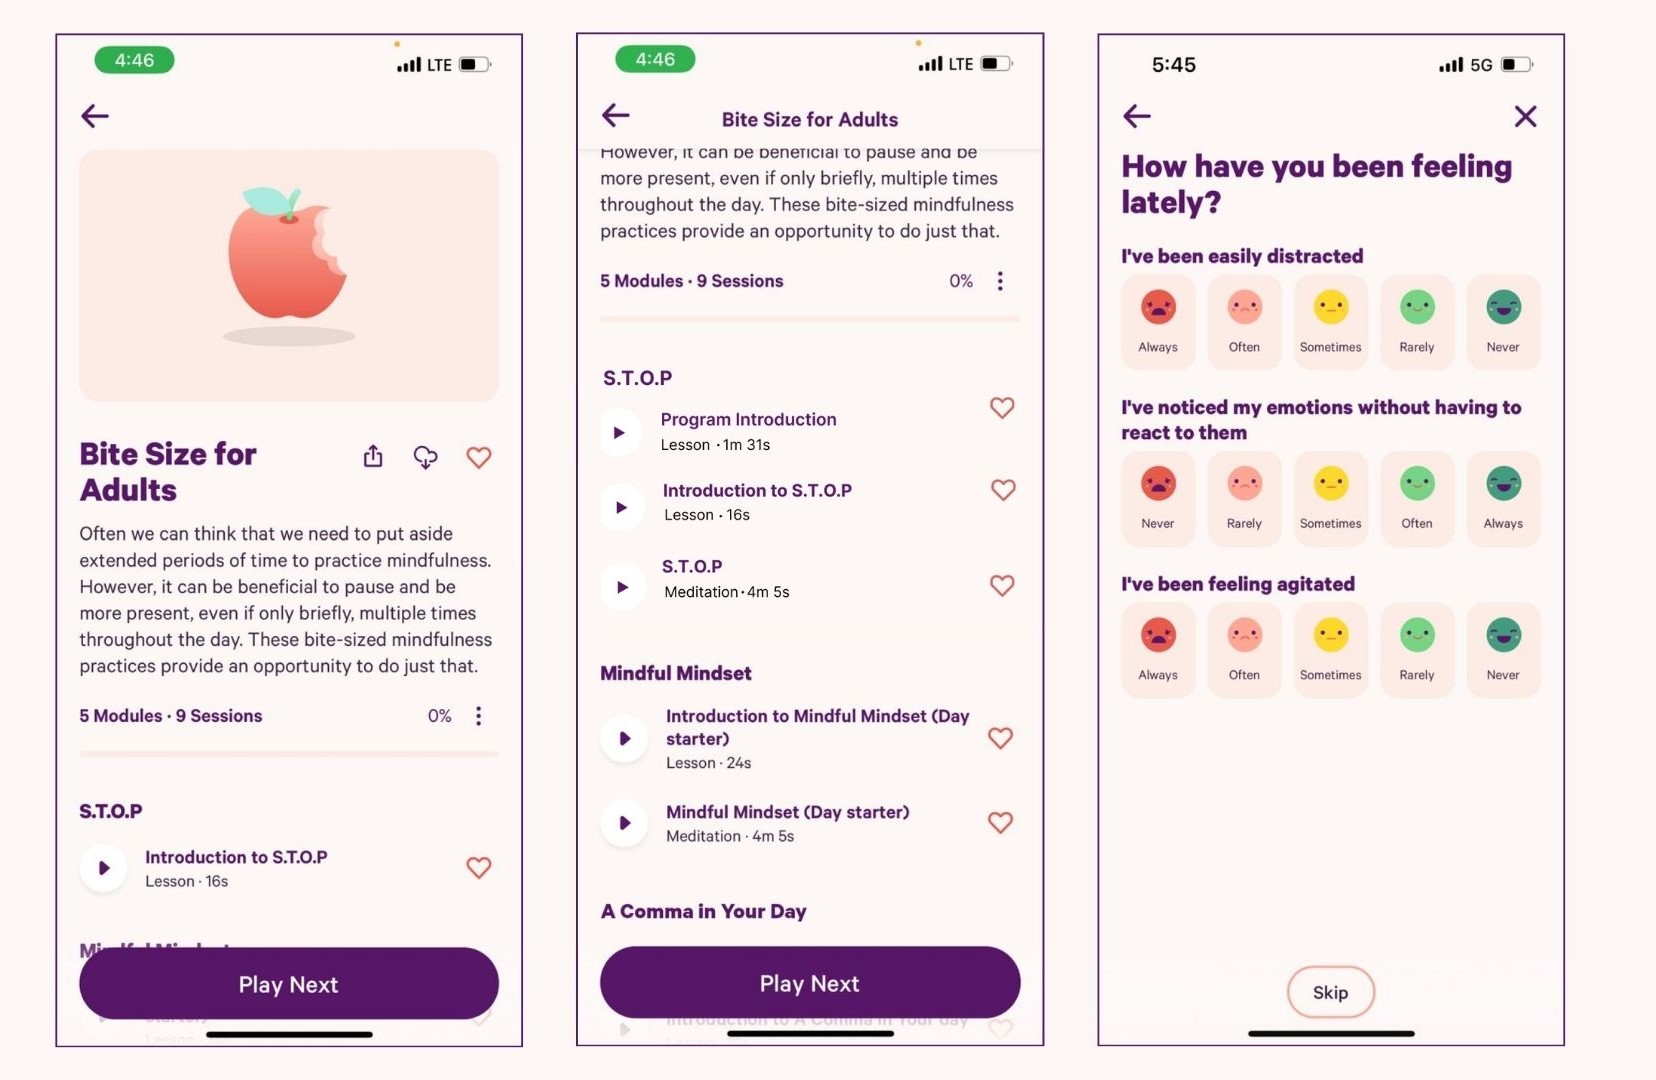 4:46
LTE
Bite Size for
Adults
Often we can think that we need to put aside
extended periods of time to practice mindfulness.
However, it can be beneficial to pause and be
more present, even if only briefly, multiple times
throughout the day. These bite-sized mindfulness
practices provide an opportunity to do just that.
5 Modules · 9 Sessions 0%
S.T.O.P
Introduction to S.T.O.P
Lesson · 16s
Play Next
4:46
LTE
Bite Size for Adults
However, it can be beneficial to pause and be
more present, even if only briefly, multiple times
throughout the day. These bite-sized mindfulness
practices provide an opportunity to do just that.
5 Modules · 9 Sessions 0%
S.T.O.P
Program Introduction
Lesson · 1m 31s
Introduction to S.T.O.P
Lesson · 16s
S.T.O.P
Meditation · 4m 5s
Mindful Mindset
Introduction to Mindful Mindset (Day
starter)
Lesson · 24s
Mindful Mindset (Day starter)
Meditation · 4m 5s
A Comma in Your Day
Play Next
Introduction to A Comma in Your day
5:45
5G
How have you been feeling
lately?
I've been easily distracted
Always Often Sometimes Rarely Never
I've noticed my emotions without having to
react to them
Never Rarely Sometimes Often Always
I've been feeling agitated
Always Often Sometimes Rarely Never
Skip